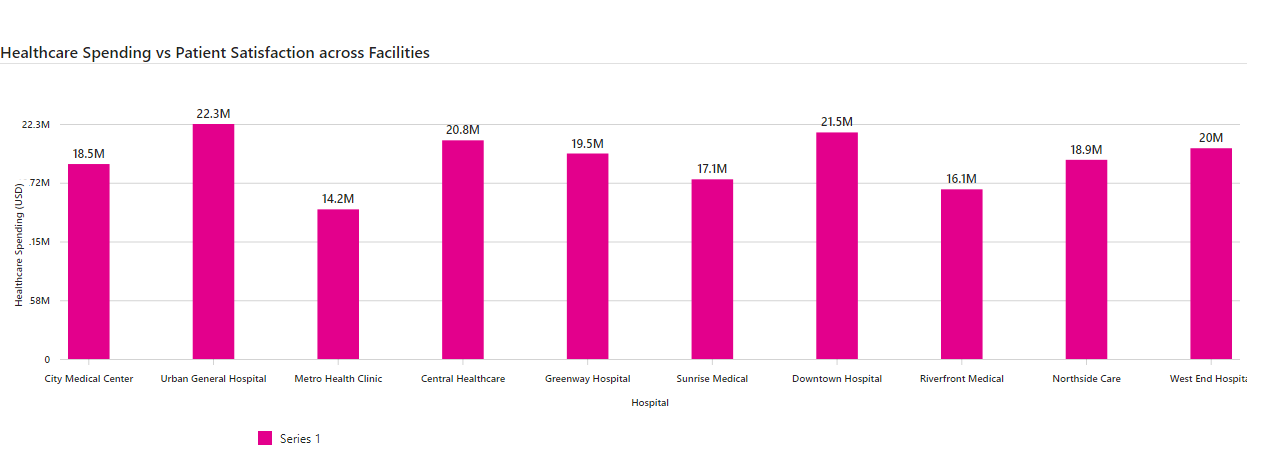 Healthcare Spending vs Patient Satisfaction across Facilities
22.3M
18.5M
14.2M
20.8M
19.5M
17.1M
21.5M
16.1M
18.9M
20M
22.3M
.72M
.15M
58M
0
Healthcare Spending (USD)
City Medical Center
Urban General Hospital
Metro Health Clinic
Central Healthcare
Greenway Hospital
Sunrise Medical
Downtown Hospital
Riverfront Medical
Northside Care
West End Hospita
Hospital
Series 1